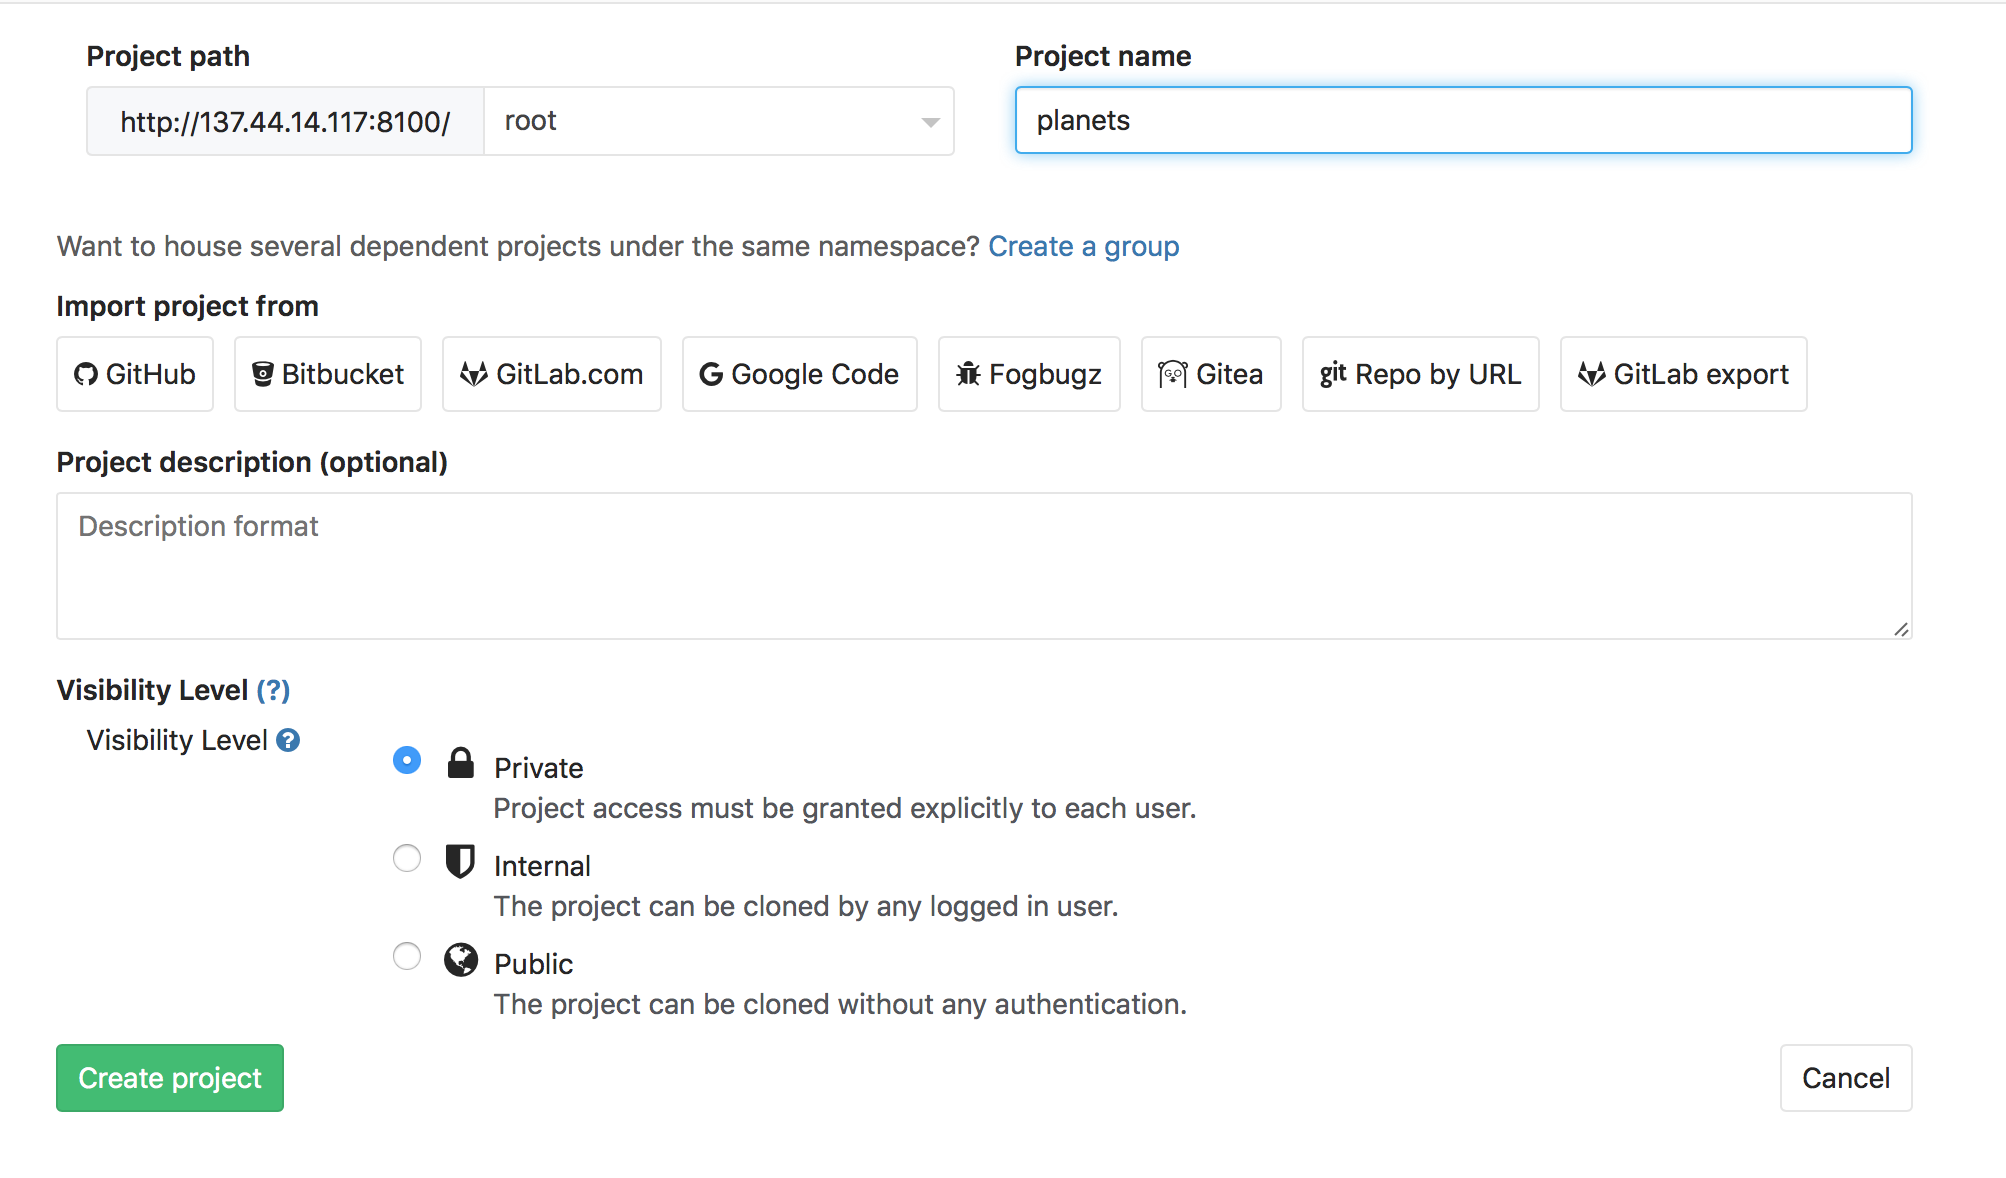 Project path Project name
http://137.44.14.117:8100/ root planets
Want to house several dependent projects under the same namespace? Create a group
Import project from
GitHub Bitbucket GitLab.com Google Code Fogbugz Gitea git Repo by URL GitLab export
Project description (optional)
Description format
Visibility Level (?)
Visibility Level ?
Private
Project access must be granted explicitly to each user.
Internal
The project can be cloned by any logged in user.
Public
The project can be cloned without any authentication.
Create project Cancel